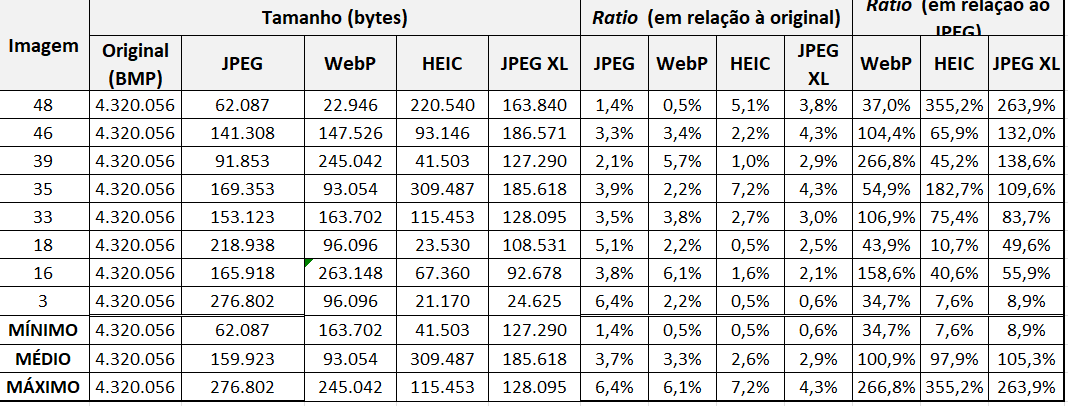 Imagem Tamanho (bytes) Ratio (em relação à original) Ratio (em relação ao JPEG)
Original (BMP) JPEG WebP HEIC JPEG XL JPEG WebP HEIC JPEG XL WebP HEIC JPEG XL
48 4.320.056 62.087 22.946 220.540 163.840 1,4% 0,5% 5,1% 3,8% 37,0% 355,2% 263,9%
46 4.320.056 141.308 147.526 93.146 186.571 3,3% 3,4% 2,2% 4,3% 104,4% 65,9% 132,0%
39 4.320.056 91.853 245.042 41.503 127.290 2,1% 5,7% 1,0% 2,9% 266,8% 45,2% 138,6%
35 4.320.056 169.353 93.054 309.487 185.618 3,9% 2,2% 7,2% 4,3% 54,9% 182,7% 109,6%
33 4.320.056 153.123 163.702 115.453 128.095 3,5% 3,8% 2,7% 3,0% 106,9% 75,4% 83,7%
18 4.320.056 218.938 96.096 23.530 108.531 5,1% 2,2% 0,5% 2,5% 43,9% 10,7% 49,6%
16 4.320.056 165.918 263.148 67.360 92.678 3,8% 6,1% 1,6% 2,1% 158,6% 40,6% 55,9%
3 4.320.056 276.802 96.096 21.170 24.625 6,4% 2,2% 0,5% 0,6% 34,7% 7,6% 8,9%
MÍNIMO 4.320.056 62.087 163.702 41.503 127.290 1,4% 0,5% 0,5% 0,6% 34,7% 7,6% 8,9%
MÉDIO 4.320.056 159.923 93.054 309.487 185.618 3,7% 3,3% 2,6% 2,9% 100,9% 97,9% 105,3%
MÁXIMO 4.320.056 276.802 245.042 115.453 128.095 6,4% 6,1% 7,2% 4,3% 266,8% 355,2% 263,9%